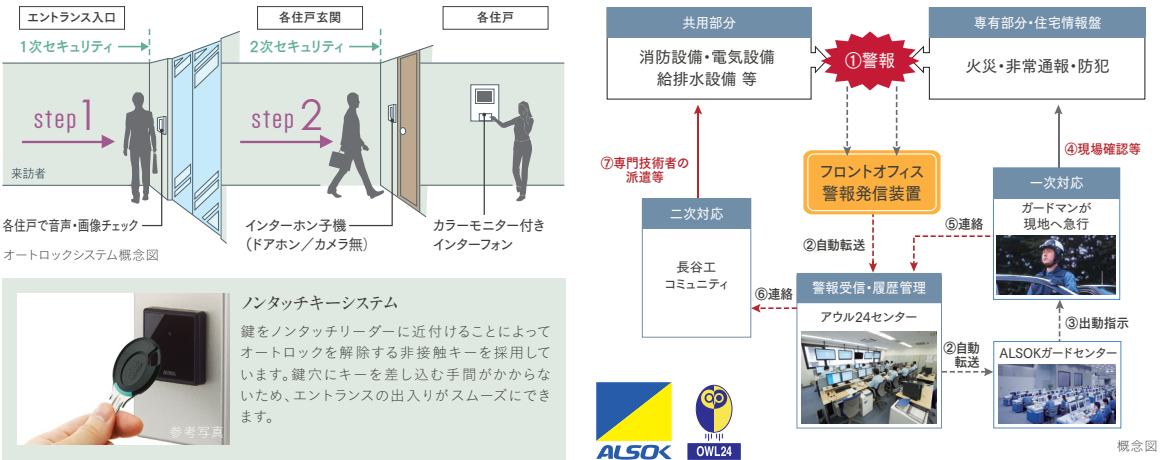 エントランス入口
各住戸玄関
各住戸
1次セキュリティ
2次セキュリティ
step1
step2
来訪者
各住戸で音声・画像チェック
インターホン子機
(ドアホン／カメラ無)
カラーモニター付き
インターフォン
オートロックシステム概念図
ノンタッチキーシステム
鍵をノンタッチリーダーに近付けることによって
オートロックを解除する非接触キーを採用して
います。鍵穴にキーを差し込む手間がかからな
いため、エントランスの出入りがスムーズにでき
ます。
参考写真
共用部分
消防設備・電気設備
給排水設備 等
①警報
専有部分・住宅情報盤
火災・非常通報・防犯
フロントオフィス
警報発信装置
⑦専門技術者の
派遣等
④現場確認等
二次対応
長谷工
コミュニティ
②自動転送
⑤連絡
一次対応
ガードマンが
現地へ急行
⑥連絡
警報受信・履歴管理
アウル24センター
③出動指示
②自動
転送
ALSOKガードセンター
ALSOK
OWL24
概念図